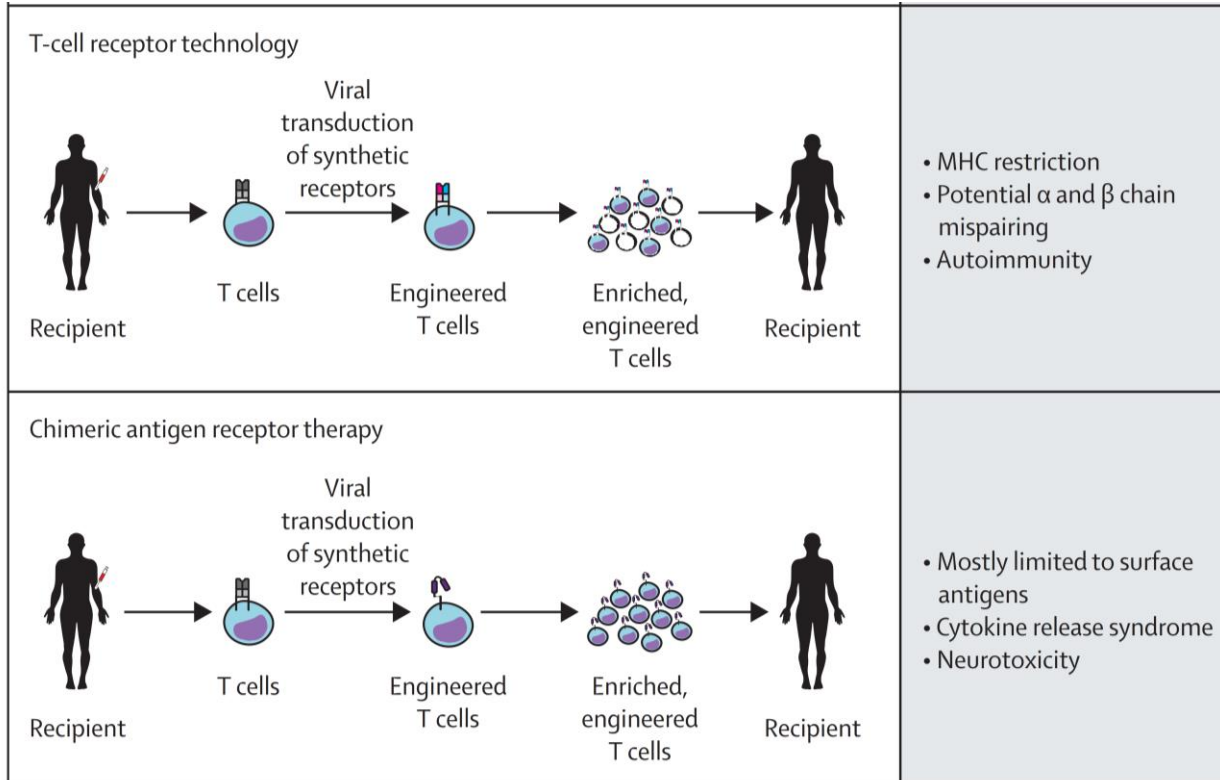 T-cell receptor technology
Viral
transduction
of synthetic
receptors
Recipient
T cells
Engineered
T cells
Enriched,
engineered
T cells
Recipient
• MHC restriction
• Potential α and β chain
mispairing
• Autoimmunity
Chimeric antigen receptor therapy
Viral
transduction
of synthetic
receptors
Recipient
T cells
Engineered
T cells
Enriched,
engineered
T cells
Recipient
• Mostly limited to surface
antigens
• Cytokine release syndrome
• Neurotoxicity